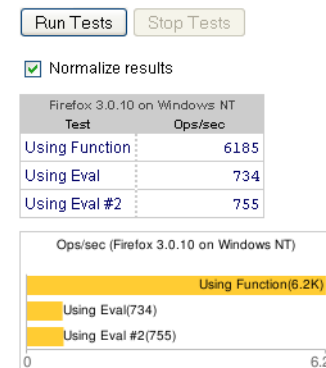 Run Tests Stop Tests
Normalize results
Firefox 3.0.10 on Windows NT
Test Ops/sec
Using Function 6185
Using Eval 734
Using Eval #2 755
Ops/sec (Firefox 3.0.10 on Windows NT)
Using Function(6.2K)
Using Eval(734)
Using Eval #2(755)
0 6.2